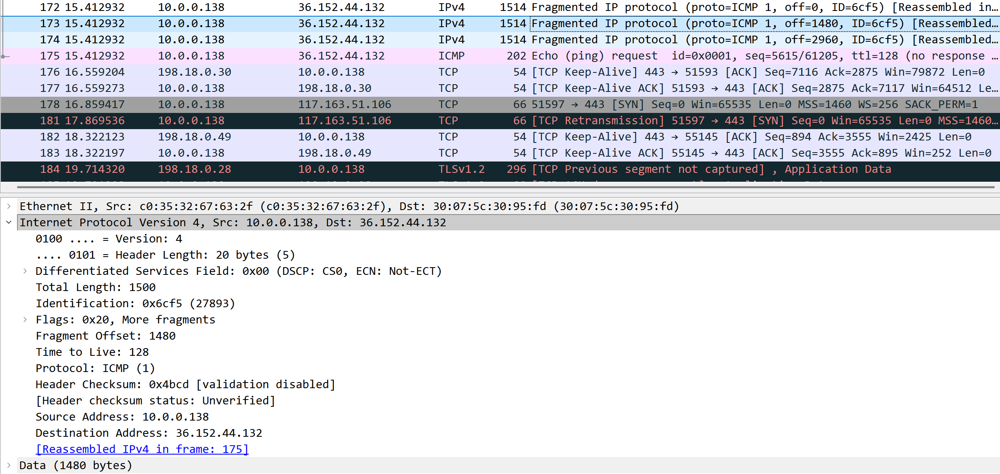 172 15.412932 10.0.0.138 36.152.44.132 IPv4 1514 Fragmented IP protocol (proto=ICMP 1, off=0, ID=6cf5) [Reassembled in…
173 15.412932 10.0.0.138 36.152.44.132 IPv4 1514 Fragmented IP protocol (proto=ICMP 1, off=1480, ID=6cf5) [Reassembled…
174 15.412932 10.0.0.138 36.152.44.132 IPv4 1514 Fragmented IP protocol (proto=ICMP 1, off=2960, ID=6cf5) [Reassembled…
175 15.412932 10.0.0.138 36.152.44.132 ICMP 202 Echo (ping) request id=0x0001, seq=5615/61205, ttl=128 (no response …
176 16.559204 198.18.0.30 10.0.0.138 TCP 54 [TCP Keep-Alive] 443 → 51593 [ACK] Seq=7116 Ack=2875 Win=79872 Len=0
177 16.559273 10.0.0.138 198.18.0.30 TCP 54 [TCP Keep-Alive ACK] 51593 → 443 [ACK] Seq=2875 Ack=7117 Win=64512 Le…
178 16.859417 10.0.0.138 117.163.51.106 TCP 66 51597 → 443 [SYN] Seq=0 Win=65535 Len=0 MSS=1460 WS=256 SACK_PERM=1
181 17.869536 10.0.0.138 117.163.51.106 TCP 66 [TCP Retransmission] 51597 → 443 [SYN] Seq=0 Win=65535 Len=0 MSS=1460…
182 18.322123 198.18.0.49 10.0.0.138 TCP 54 [TCP Keep-Alive] 443 → 55145 [ACK] Seq=894 Ack=3555 Win=2425 Len=0
183 18.322197 10.0.0.138 198.18.0.49 TCP 54 [TCP Keep-Alive ACK] 55145 → 443 [ACK] Seq=3555 Ack=895 Win=252 Len=0
184 19.714320 198.18.0.28 10.0.0.138 TLSv1.2 296 [TCP Previous segment not captured] , Application Data
Ethernet II, Src: c0:35:32:67:63:2f (c0:35:32:67:63:2f), Dst: 30:07:5c:30:95:fd (30:07:5c:30:95:fd)
Internet Protocol Version 4, Src: 10.0.0.138, Dst: 36.152.44.132
0100 .... = Version: 4
.... 0101 = Header Length: 20 bytes (5)
Differentiated Services Field: 0x00 (DSCP: CS0, ECN: Not-ECT)
Total Length: 1500
Identification: 0x6cf5 (27893)
Flags: 0x20, More fragments
Fragment Offset: 1480
Time to Live: 128
Protocol: ICMP (1)
Header Checksum: 0x4bcd [validation disabled]
[Header checksum status: Unverified]
Source Address: 10.0.0.138
Destination Address: 36.152.44.132
[Reassembled IPv4 in frame: 175]
Data (1480 bytes)